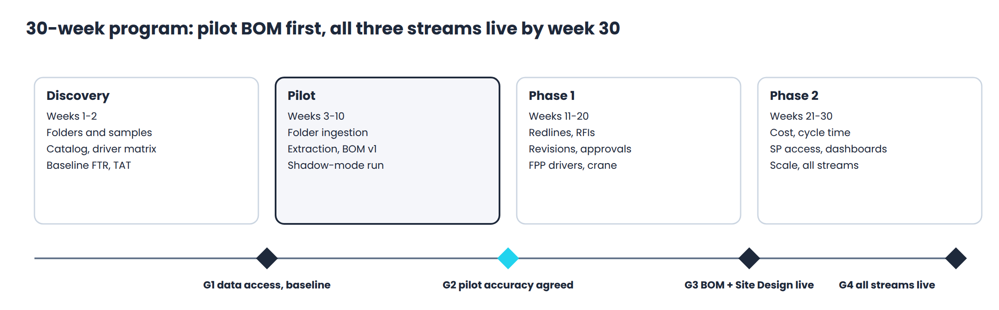 30-week program: pilot BOM first, all three streams live by week 30
Discovery
Weeks 1-2
Folders and samples
Catalog, driver matrix
Baseline FTR, TAT
Pilot
Weeks 3-10
Folder ingestion
Extraction, BOM v1
Shadow-mode run
Phase 1
Weeks 11-20
Redlines, RFIs
Revisions, approvals
FPP drivers, crane
Phase 2
Weeks 21-30
Cost, cycle time
SP access, dashboards
Scale, all streams
G1 data access, baseline
G2 pilot accuracy agreed
G3 BOM + Site Design live
G4 all streams live